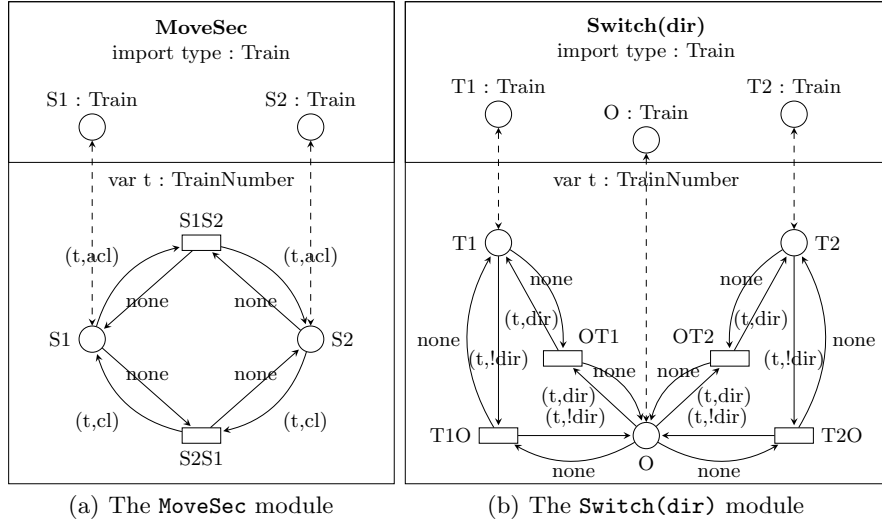 MoveSec
import type : Train
S1 : Train
S2 : Train
var t : TrainNumber
S1S2
(t,acl)
(t,acl)
none
none
S1
S2
none
none
(t,cl)
(t,cl)
S2S1
(a) The MoveSec module
Switch(dir)
import type : Train
T1 : Train
T2 : Train
O : Train
var t : TrainNumber
T1
T2
none
none
(t,dir)
(t,dir)
none
OT1
OT2
none
(t,!dir)
none
none
(t,!dir)
(t,dir)
(t,dir)
(t,!dir)
(t,!dir)
T1O
T2O
none
O
none
(b) The Switch(dir) module